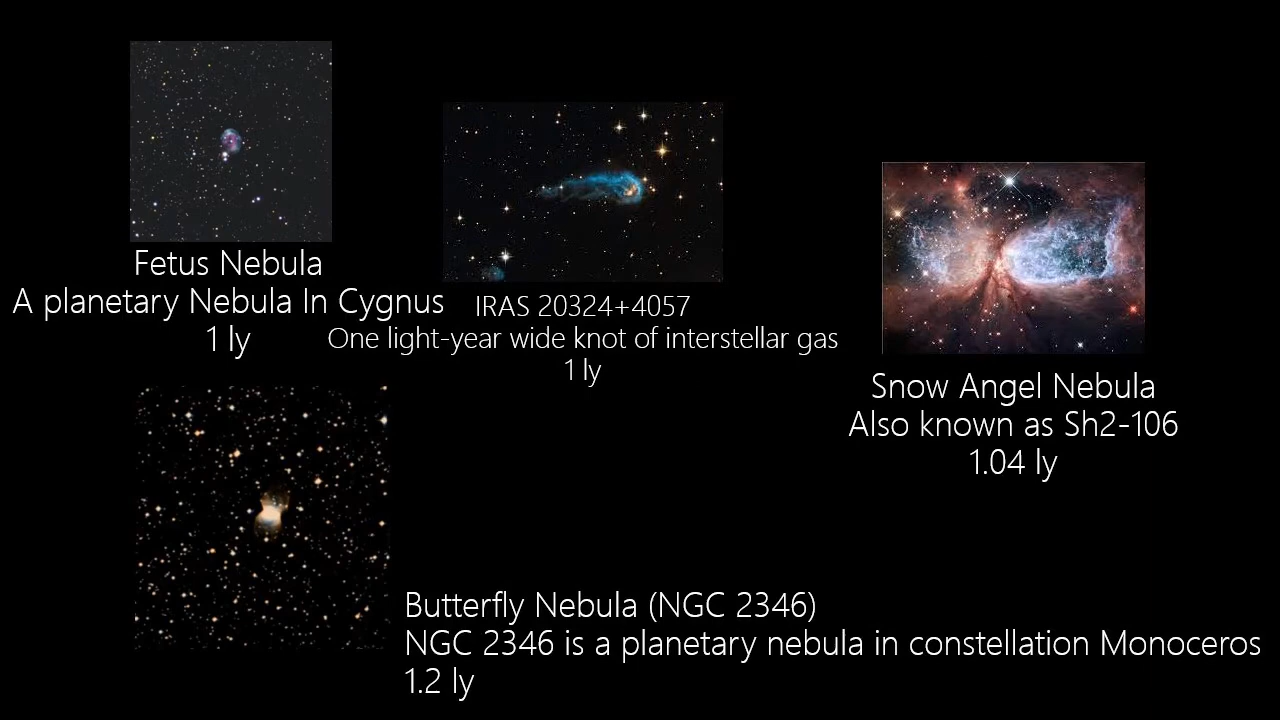 Fetus Nebula
A planetary Nebula In Cygnus
1 ly
IRAS 20324+4057
One light-year wide knot of interstellar gas
1 ly
Snow Angel Nebula
Also known as Sh2-106
1.04 ly
Butterfly Nebula (NGC 2346)
NGC 2346 is a planetary nebula in constellation Monoceros
1.2 ly